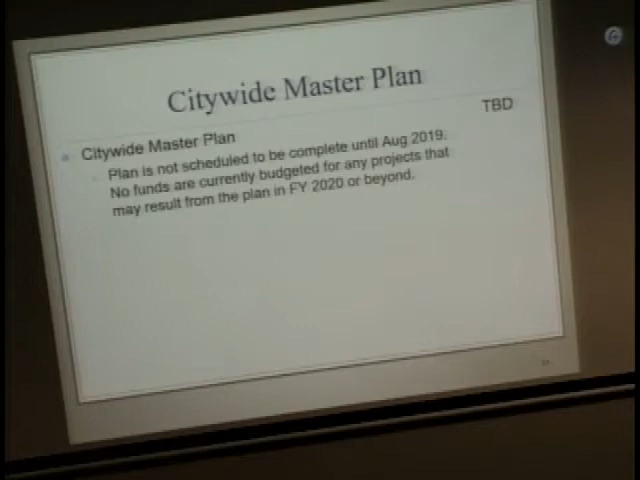 Citywide Master Plan
TBD
Citywide Master Plan
Plan is not scheduled to be complete until Aug 2019.
No funds are currently budgeted for any projects that
may result from the plan in FY 2020 or beyond.